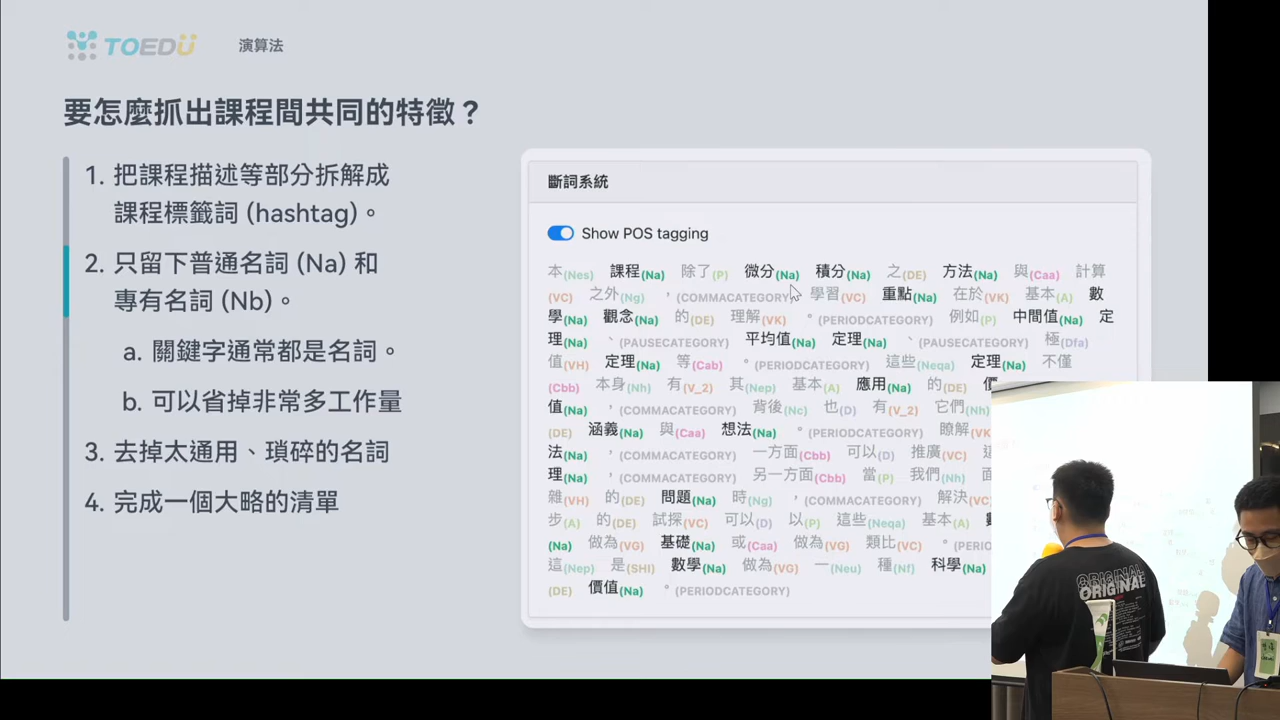 TOEDU 演算法
要怎麼抓出課程間共同的特徵？
1. 把課程描述等部分拆解成
課程標籤詞 (hashtag)。
2. 只留下普通名詞 (Na) 和
專有名詞 (Nb)。
a. 關鍵字通常都是名詞。
b. 可以省掉非常多工作量
3. 去掉太通用、瑣碎的名詞
4. 完成一個大略的清單
斷詞系統
Show POS tagging
本(Nes) 課程(Na) 除了(P) 微分(Na) 積分(Na) 之(DE) 方法(Na) 與(Caa) 計算
(VC) 之外(Ng) ，(COMMACATEGORY) 學習(VC) 重點(Na) 在於(VK) 基本(A) 數
學(Na) 觀念(Na) 的(DE) 理解(VK) 。(PERIODCATEGORY) 例如(P) 中間值(Na) 定
理(Na) 、(PAUSECATEGORY) 平均值(Na) 定理(Na) 、(PAUSECATEGORY) 極(Dfa)
值(VH) 定理(Na) 等(Cab) 。(PERIODCATEGORY) 這些(Neqa) 定理(Na) 不僅
(Cbb) 本身(Nh) 有(V_2) 其(Nep) 基本(A) 應用(Na) 的(DE)
值(Na) ，(COMMACATEGORY) 背後(Nc) 也(D) 有(V_2) 它們(Nh)
(DE) 涵義(Na) 與(Caa) 想法(Na) 。(PERIODCATEGORY) 瞭解(VK
法(Na) ，(COMMACATEGORY) 一方面(Cbb) 可以(D) 推廣(VC)
理(Na) ，(COMMACATEGORY) 另一方面(Cbb) 當(P) 我們(Nh) 面
雜(VH) 的(DE) 問題(Na) 時(Ng) ，(COMMACATEGORY) 解決(VC)
步(A) 的(DE) 試探(VC) 可以(D) 以(P) 這些(Neqa) 基本(A)
(Na) 做為(VG) 基礎(Na) 或(Caa) 做為(VG) 類比(VC) 。(PERIO
這(Nep) 是(SHI) 數學(Na) 做為(VG) 一(Neu) 種(Nf) 科學(Na)
(DE) 價值(Na) 。(PERIODCATEGORY)
ORIGINAL
ORIGINAL